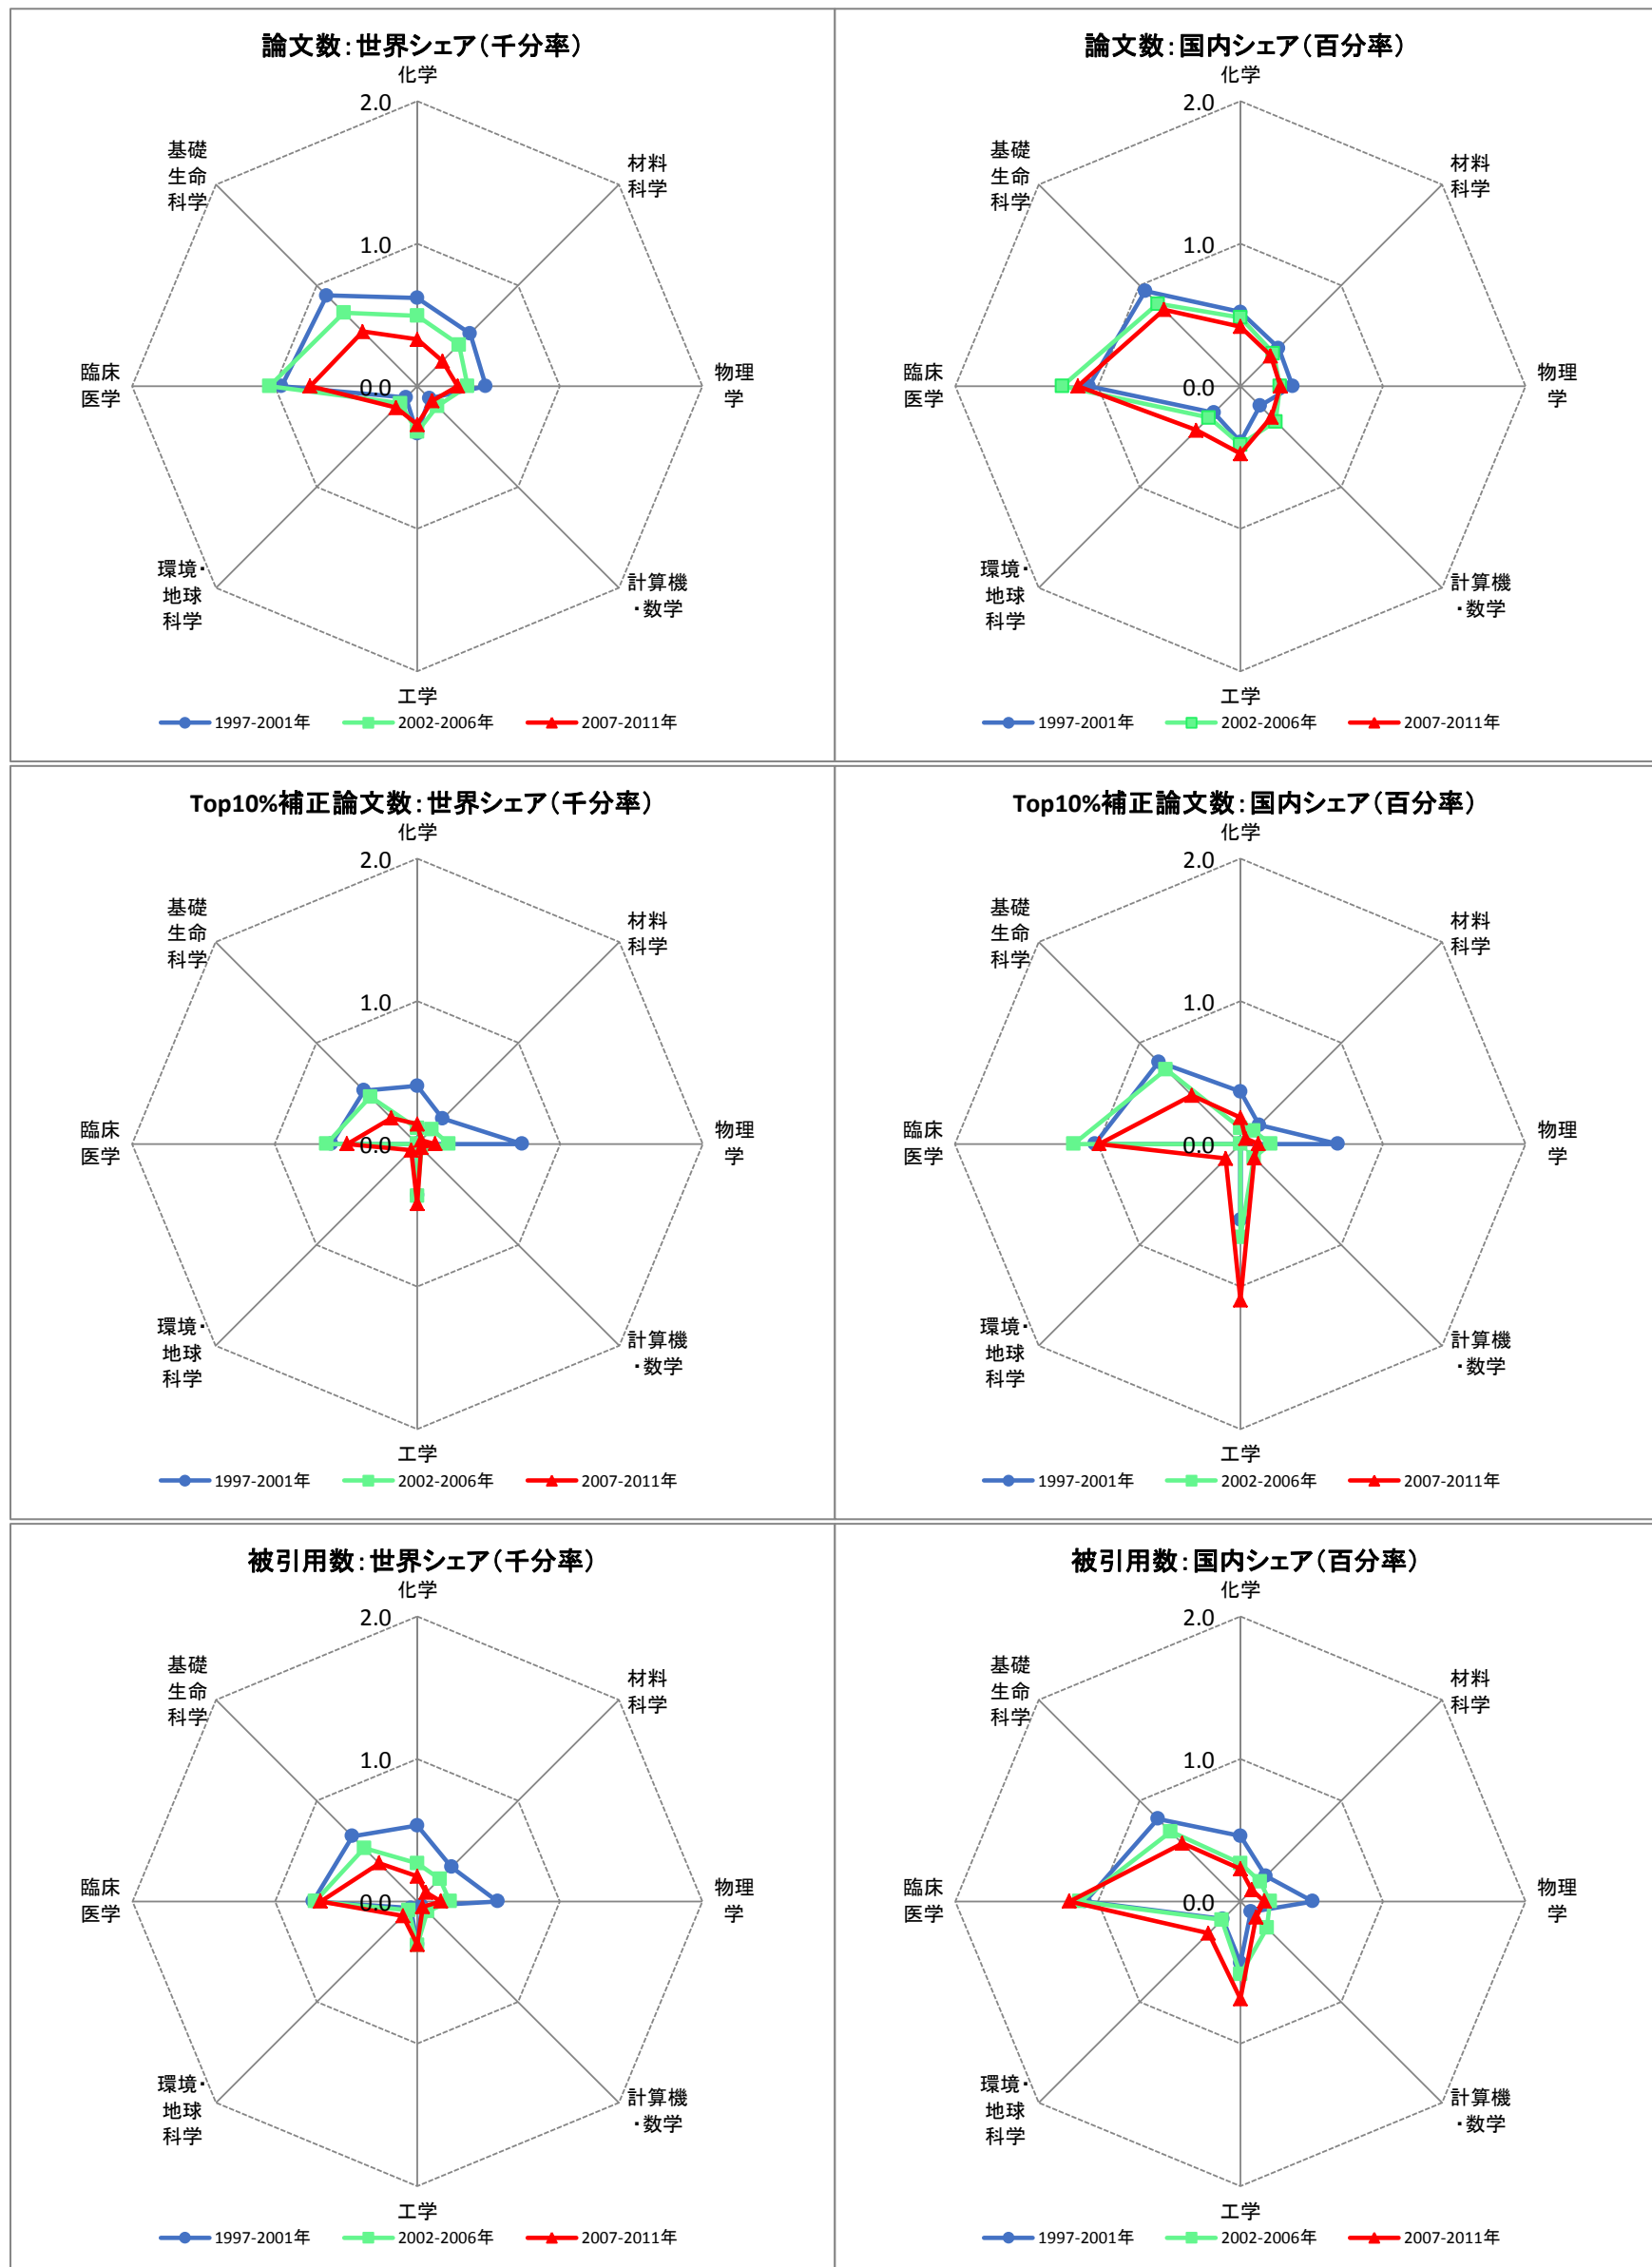 論文数：世界シェア（千分率）
化学
2.0
基礎
生命
科学
材料
科学
1.0
臨床
医学
0.0
物理
学
環境・
地球
科学
計算機
・数学
工学
1997-2001年 2002-2006年 2007-2011年
論文数：国内シェア（百分率）
化学
2.0
基礎
生命
科学
材料
科学
1.0
臨床
医学
0.0
物理
学
環境・
地球
科学
計算機
・数学
工学
1997-2001年 2002-2006年 2007-2011年
Top10%補正論文数：世界シェア（千分率）
化学
2.0
基礎
生命
科学
材料
科学
1.0
臨床
医学
0.0
物理
学
環境・
地球
科学
計算機
・数学
工学
1997-2001年 2002-2006年 2007-2011年
Top10%補正論文数：国内シェア（百分率）
化学
2.0
基礎
生命
科学
材料
科学
1.0
臨床
医学
0.0
物理
学
環境・
地球
科学
計算機
・数学
工学
1997-2001年 2002-2006年 2007-2011年
被引用数：世界シェア（千分率）
化学
2.0
基礎
生命
科学
材料
科学
1.0
臨床
医学
0.0
物理
学
環境・
地球
科学
計算機
・数学
工学
1997-2001年 2002-2006年 2007-2011年
被引用数：国内シェア（百分率）
化学
2.0
基礎
生命
科学
材料
科学
1.0
臨床
医学
0.0
物理
学
環境・
地球
科学
計算機
・数学
工学
1997-2001年 2002-2006年 2007-2011年